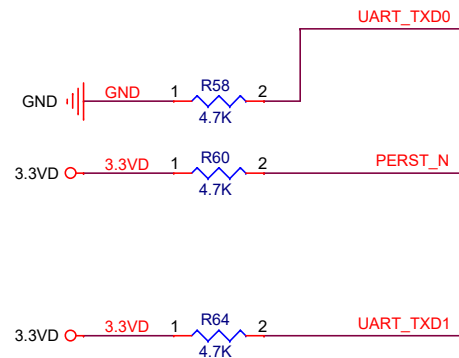 UART_TXD0
GND GND 1 R58 2
4.7K
3.3VD 3.3VD 1 R60 2 PERST_N
4.7K
3.3VD 3.3VD 1 R64 2 UART_TXD1
4.7K